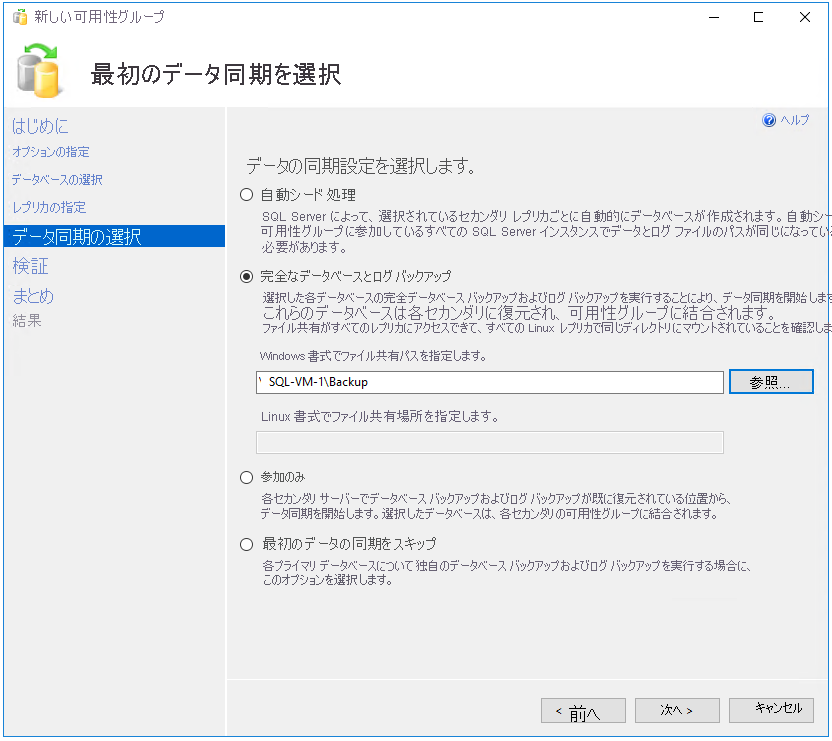 新しい可用性グループ
最初のデータ同期を選択
はじめに
オプションの指定
データベースの選択
レプリカの指定
データ同期の選択
検証
まとめ
結果
ヘルプ
データの同期設定を選択します。
自動シード 処理
SQL Server によって、選択されているセカンダリ レプリカごとに自動的にデータベースが作成されます。自動シー
可用性グループに参加しているすべての SQL Server インスタンスでデータとログ ファイルのパスが同じになってい
必要があります。
完全なデータベースとログ バックアップ
選択した各データベースの完全データベース バックアップおよびログ バックアップを実行することにより、データ同期を開始します
これらのデータベースは各セカンダリに復元され、可用性グループに結合されます。
ファイル共有がすべてのレプリカにアクセスできて、すべての Linux レプリカで同じディレクトリにマウントされていることを確認しま
Windows 書式でファイル共有パスを指定します。
\ SQL-VM-1\Backup
参照...
Linux 書式でファイル共有場所を指定します。
参加のみ
各セカンダリ サーバーでデータベース バックアップおよびログ バックアップが既に復元されている位置から、
データ同期を開始します。選択したデータベースは、各セカンダリの可用性グループに結合されます。
最初のデータの同期をスキップ
各プライマリ データベースについて独自のデータベース バックアップおよびログ バックアップを実行する場合に、
このオプションを選択します。
< 前へ
次へ >
キャンセル